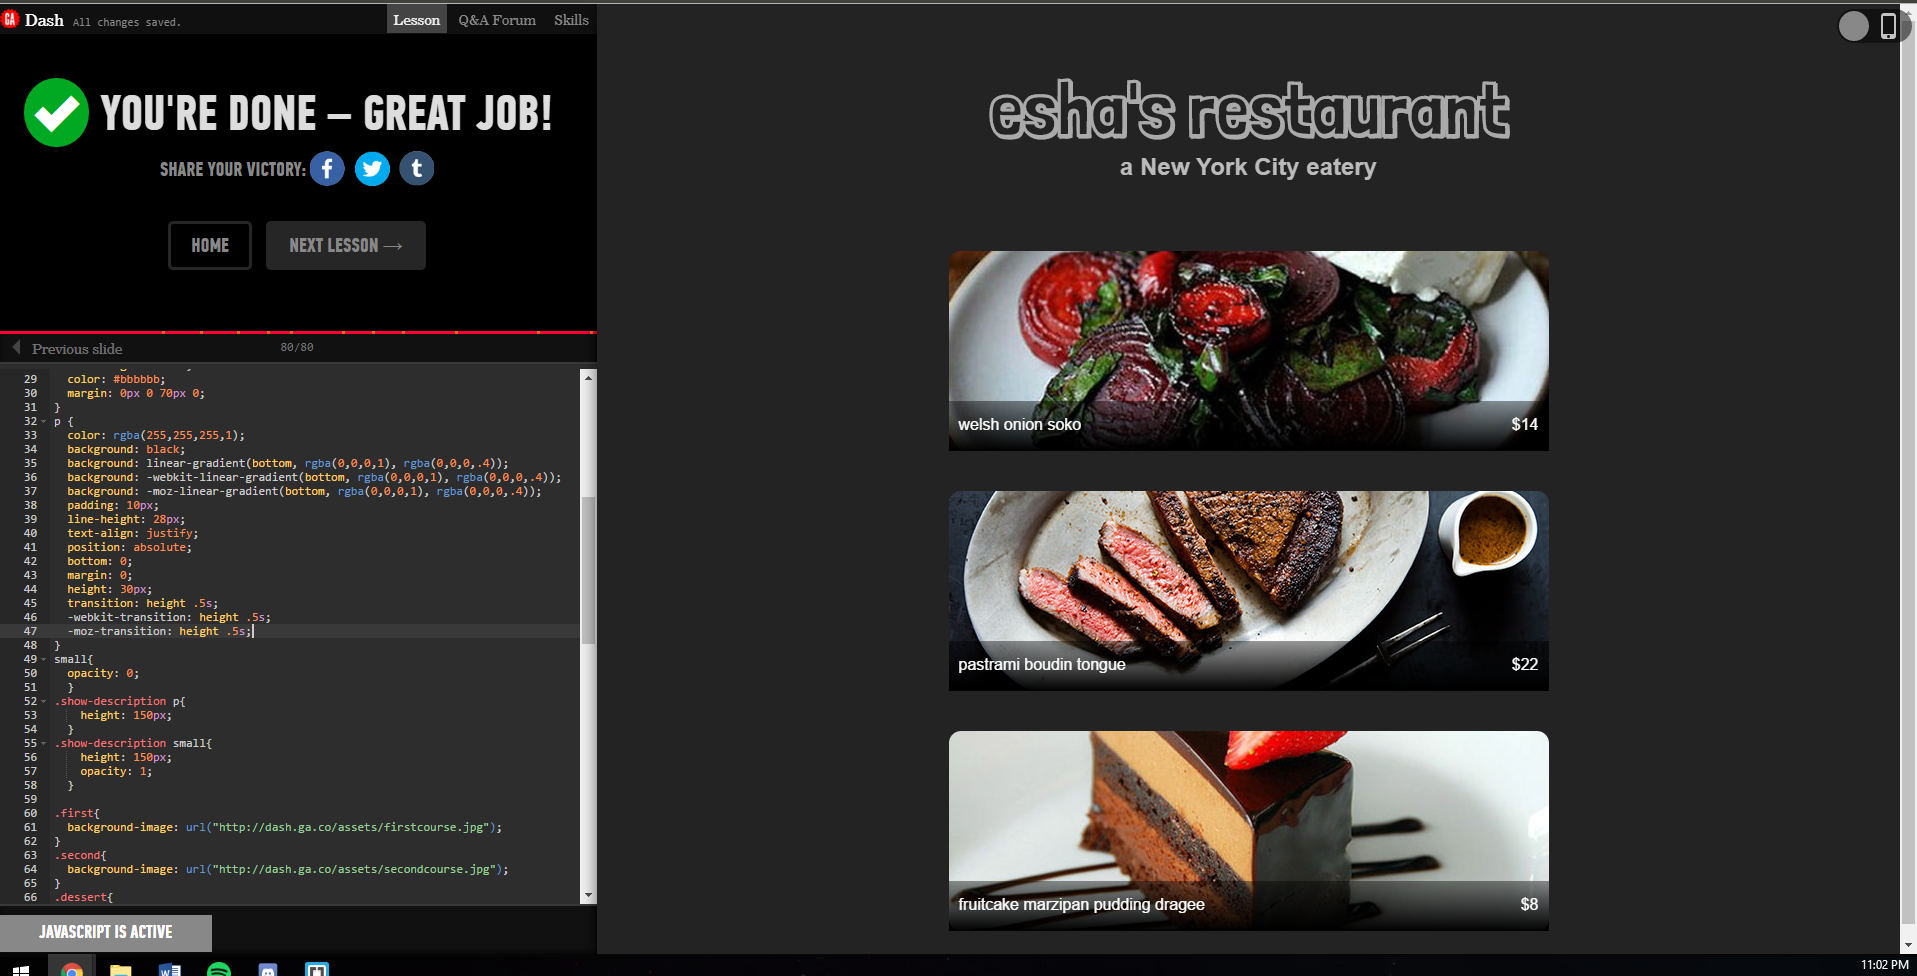 GA Dash All changes saved. Lesson Q&A Forum Skills
YOU'RE DONE – GREAT JOB!
SHARE YOUR VICTORY: f t
HOME NEXT LESSON →
Previous slide 80/80
29 color: #bbbbbb;
30 margin: 0px 0 70px 0;
31 }
32 p {
33 color: rgba(255,255,255,1);
34 background: black;
35 background: linear-gradient(bottom, rgba(0,0,0,1), rgba(0,0,0,.4));
36 background: -webkit-linear-gradient(bottom, rgba(0,0,0,1), rgba(0,0,0,.4));
37 background: -moz-linear-gradient(bottom, rgba(0,0,0,1), rgba(0,0,0,.4));
38 padding: 10px;
39 line-height: 28px;
40 text-align: justify;
41 position: absolute;
42 bottom: 0;
43 margin: 0;
44 height: 30px;
45 transition: height .5s;
46 -webkit-transition: height .5s;
47 -moz-transition: height .5s;
48 }
49 small{
50 opacity: 0;
51 }
52 .show-description p{
53 height: 150px;
54 }
55 .show-description small{
56 height: 150px;
57 opacity: 1;
58 }
59
60 .first{
61 background-image: url("http://dash.ga.co/assets/firstcourse.jpg");
62 }
63 .second{
64 background-image: url("http://dash.ga.co/assets/secondcourse.jpg");
65 }
66 .dessert{
JAVASCRIPT IS ACTIVE
esha's restaurant
a New York City eatery
welsh onion soko $14
pastrami boudin tongue $22
fruitcake marzipan pudding dragee $8
11:02 PM